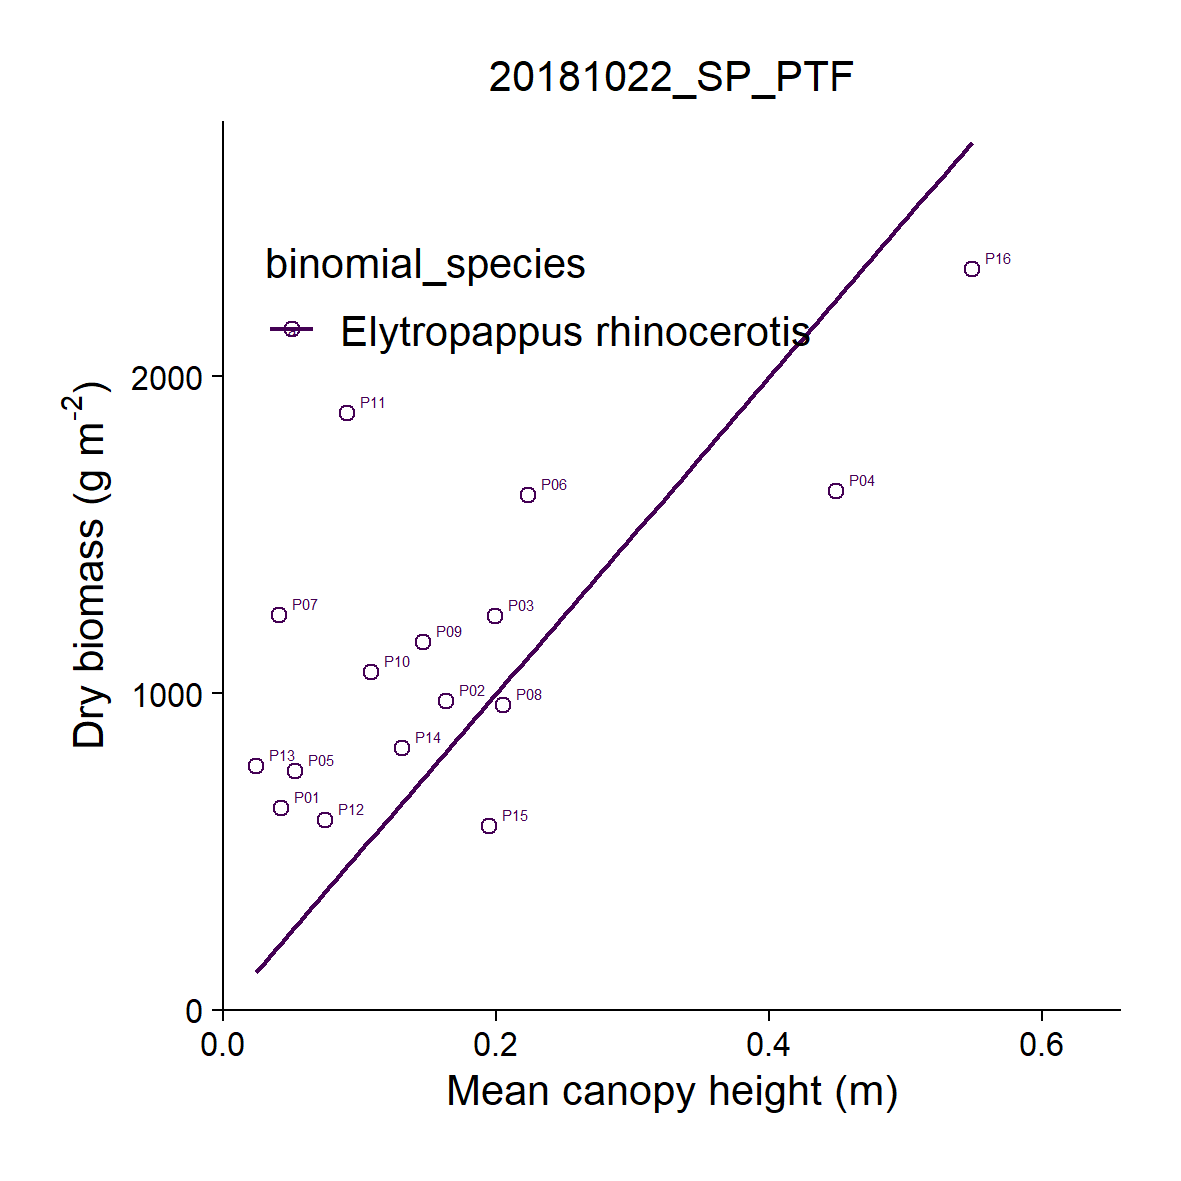 20181022_SP_PTF
binomial_species
Elytropappus rhinocerotis
P16
2000
P11
P06
P04
P07
P03
P09
P10
1000
P02
P08
P14
P13
P05
P01
P12
P15
0
0.0
0.2
0.4
0.6
Mean canopy height (m)
Dry biomass (g m⁻²)